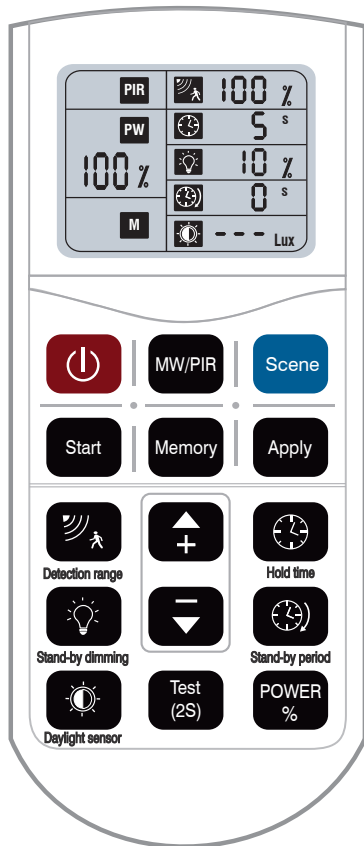 PIR
100 %
PW
5 s
100 %
10 %
0 s
M
--- Lux
MW/PIR
Scene
Start
Memory
Apply
+
Detection range
Hold time
−
Stand-by dimming
Stand-by period
Test
(2S)
POWER
%
Daylight sensor